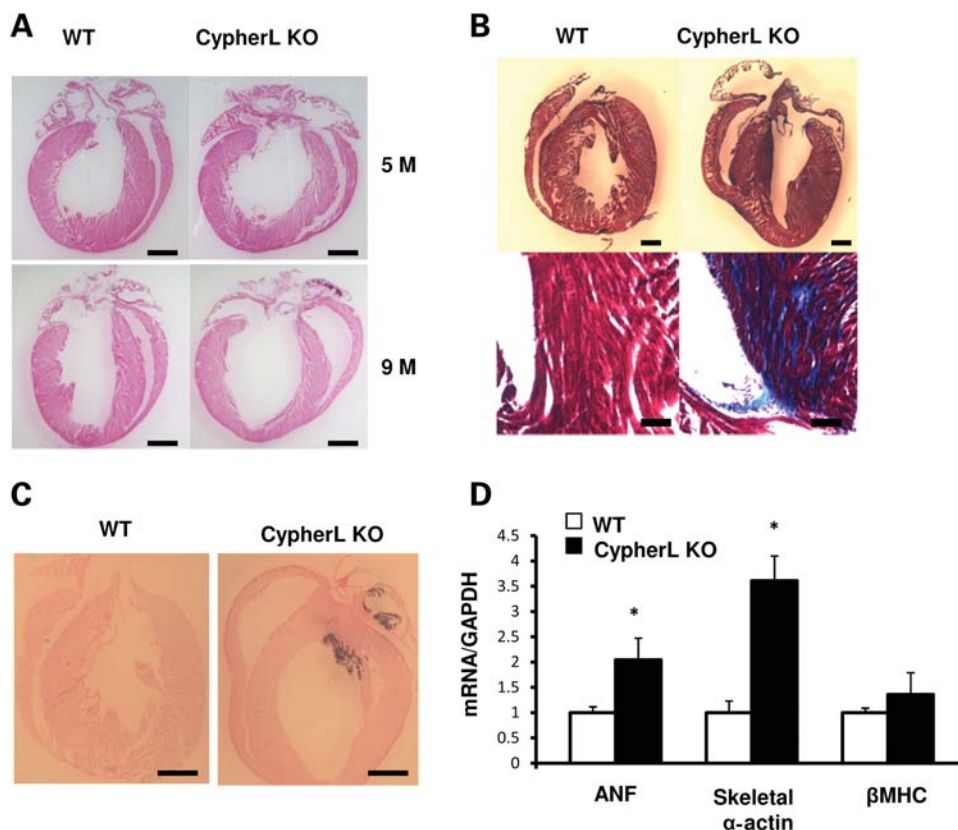 A
WT CypherL KO
5 M
9 M
B
WT CypherL KO
C
WT CypherL KO
D
WT
CypherL KO
mRNA/GAPDH
4.5
4
3.5
3
2.5
2
1.5
1
0.5
0
*
*
ANF Skeletal α-actin βMHC